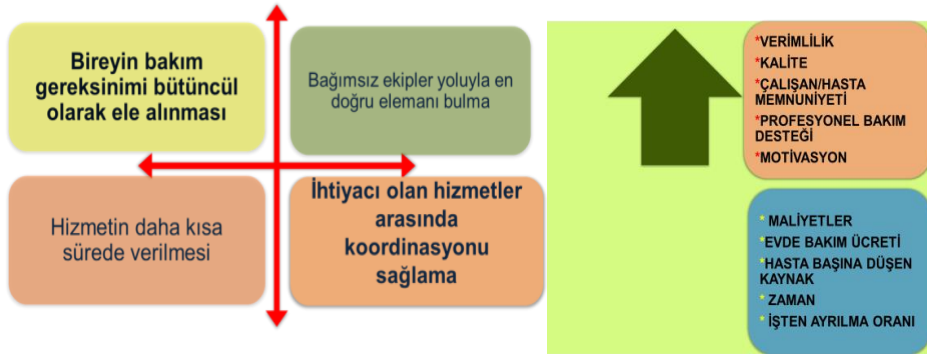 Bireyin bakım
gereksinimi bütüncül
olarak ele alınması
Bağımsız ekipler yoluyla en
doğru elemanı bulma
Hizmetin daha kısa
sürede verilmesi
İhtiyacı olan hizmetler
arasında
koordinasyonu
sağlama
*VERİMLİLİK
*KALİTE
*ÇALIŞAN/HASTA
MEMNUNİYETİ
*PROFESYONEL BAKIM
DESTEĞİ
*MOTİVASYON
* MALİYETLER
*EVDE BAKIM ÜCRETİ
*HASTA BAŞINA DÜŞEN
KAYNAK
* ZAMAN
* İŞTEN AYRILMA ORANI